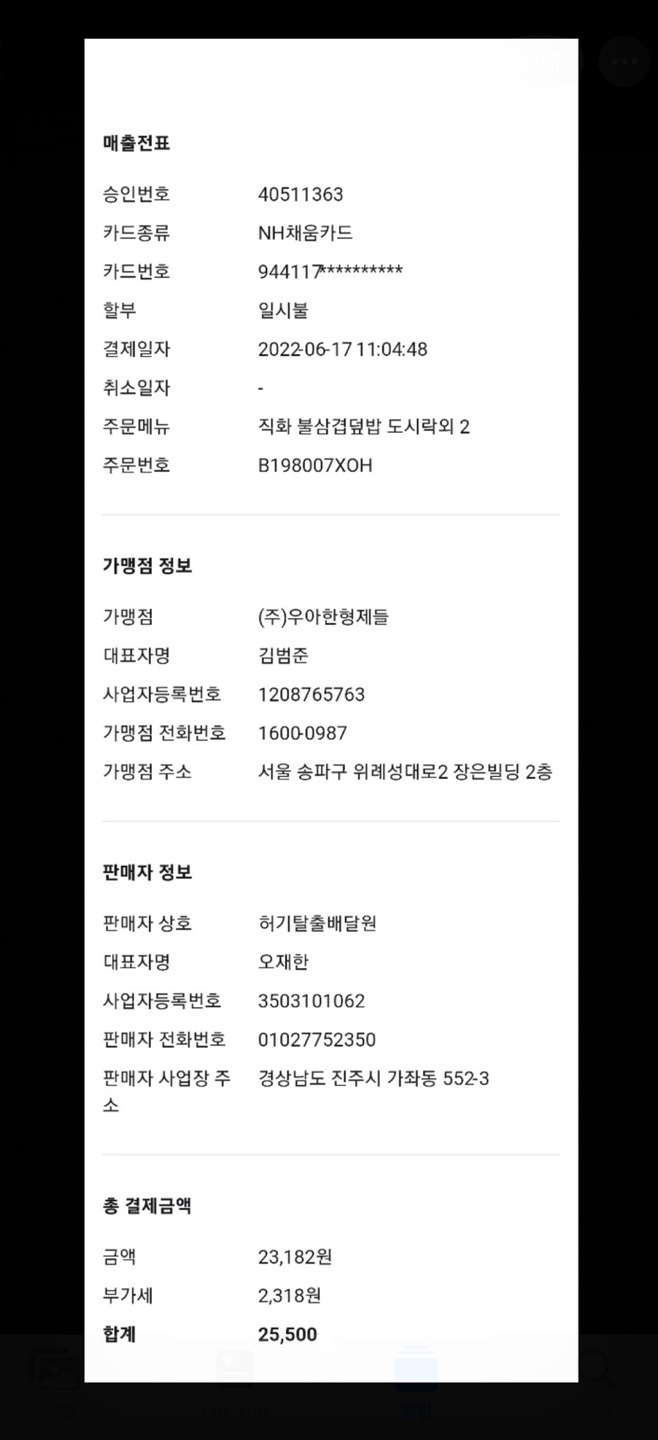 매출전표
승인번호 40511363
카드종류 NH채움카드
카드번호 944117**********
할부 일시불
결제일자 2022-06-17 11:04:48
취소일자 -
주문메뉴 직화 불삼겹덮밥 도시락외 2
주문번호 B198007XOH
가맹점 정보
가맹점 (주)우아한형제들
대표자명 김범준
사업자등록번호 1208765763
가맹점 전화번호 1600-0987
가맹점 주소 서울 송파구 위례성대로2 장은빌딩 2층
판매자 정보
판매자 상호 허기탈출배달원
대표자명 오재한
사업자등록번호 3503101062
판매자 전화번호 01027752350
판매자 사업장 주 경상남도 진주시 가좌동 552-3
소
총 결제금액
금액 23,182원
부가세 2,318원
합계 25,500
For You
앨범